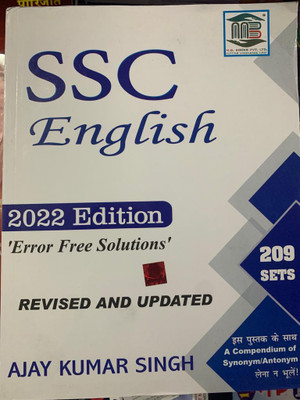 SSC
English
2022 Edition
'Error Free Solutions'
209
SETS
REVISED AND UPDATED
इस पुस्तक के साथ
A Compendium of
Synonym/Antonym
लेना न भूलें!
AJAY KUMAR SINGH